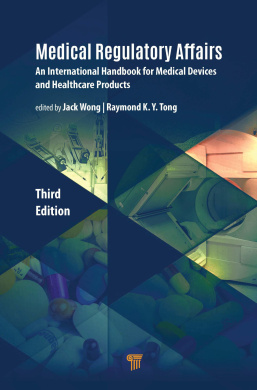 Medical Regulatory Affairs
An International Handbook for Medical Devices
and Healthcare Products
edited by Jack Wong | Raymond K. Y. Tong
Third
Edition